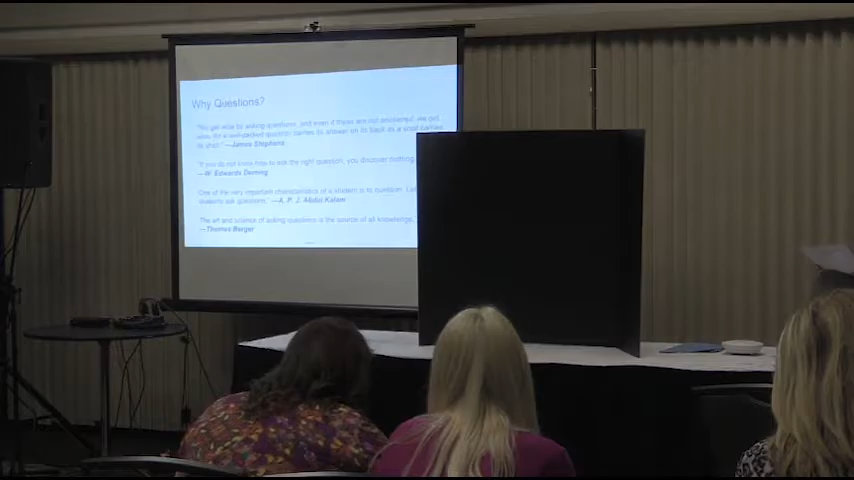 Why Questions?
"We get wise by asking questions, and even if these are not answered, we get
wise, for a well-packed question carries its answer on its back as a snail carries
its shell." —James Stephens
"If you do not know how to ask the right question, you discover nothing
—W. Edwards Deming
One of the very important characteristics of a student is to question. Let
students ask questions." —A. P. J. Abdul Kalam
The art and science of asking questions is the source of all knowledge.
—Thomas Berger